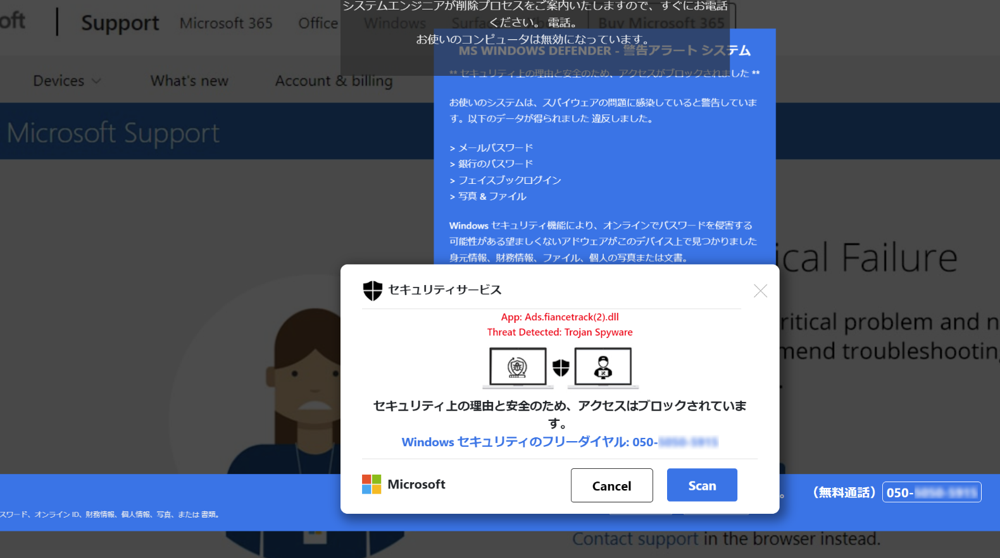 システムエンジニアが削除プロセスをご案内いたしますので、すぐにお電話
ください。電話。
お使いのコンピュータは無効になっています。
oft
Support
Microsoft 365
Office
Windows
Surface
Xbox
Buy Microsoft 365
Devices
What's new
Account & billing
Microsoft Support
MS WINDOWS DEFENDER - 警告アラート システム
** セキュリティ上の理由と安全のため、アクセスがブロックされました **
お使いのシステムは、スパイウェアの問題に感染していると警告していま
す。以下のデータが得られました 違反しました。
> メールパスワード
> 銀行のパスワード
> フェイスブックログイン
> 写真 & ファイル
Windows セキュリティ機能により、オンラインでパスワードを侵害する
可能性がある望ましくないアドウェアがこのデバイス上で見つかりました
身元情報、財務情報、ファイル、個人の写真または文書。
ical Failure
ritical problem and n
mend troubleshooting
セキュリティサービス
App: Ads.fiancetrack(2).dll
Threat Detected: Trojan Spyware
セキュリティ上の理由と安全のため、アクセスはブロックされていま
す。
Windows セキュリティのフリーダイヤル: 050-
Microsoft
Cancel
Scan
。 （無料通話） 050-
スワード、オンライン ID、財務情報、個人情報、写真、または 書類。
Contact support in the browser instead.